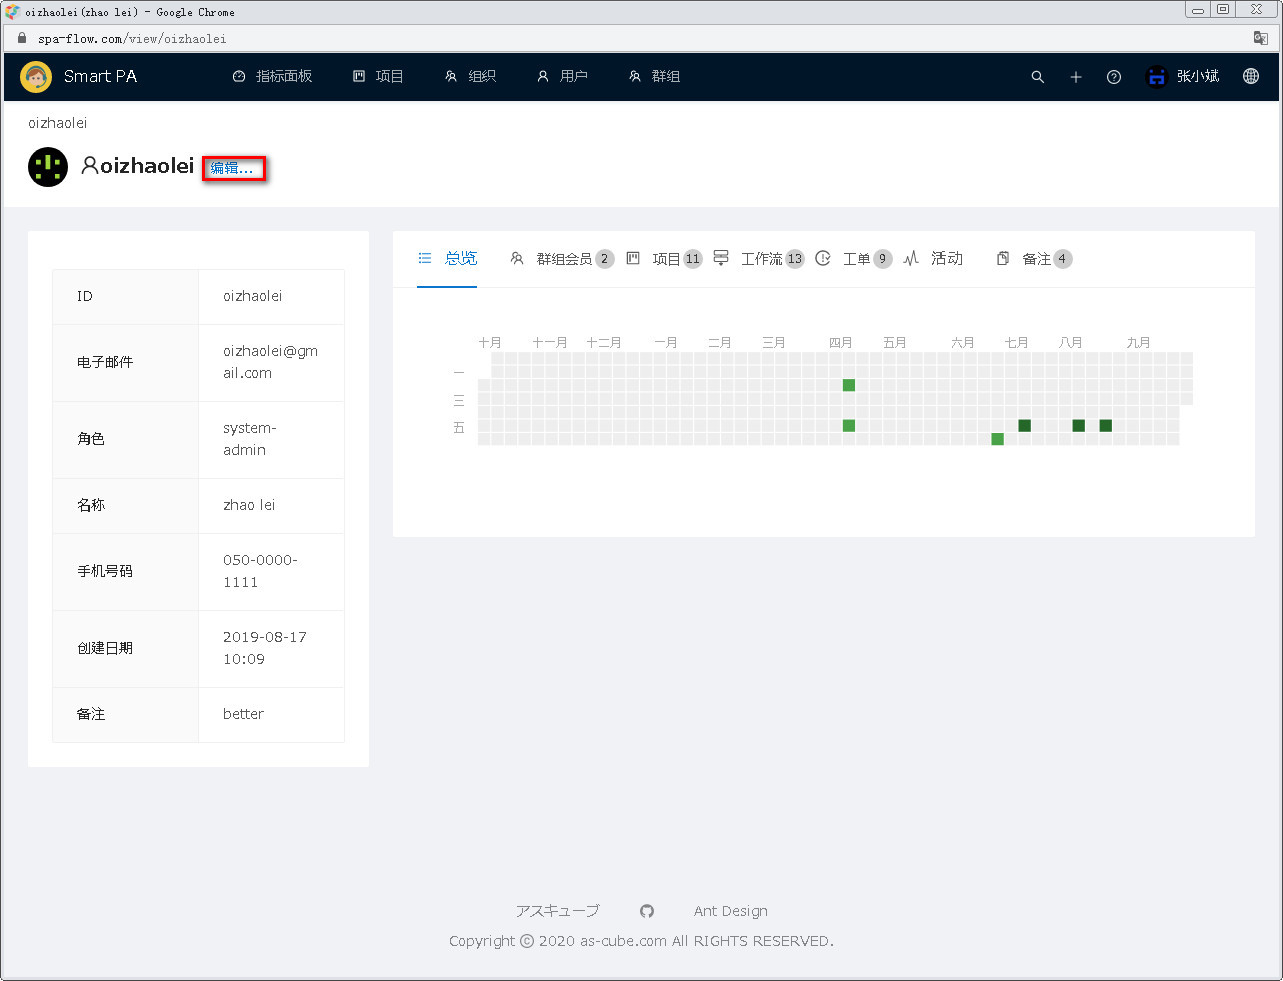 oizhaolei(zhao lei) - Google Chrome
spa-flow.com/view/oizhaolei
Smart PA 指标面板 项目 组织 用户 群组 张小斌
oizhaolei
oizhaolei 编辑...
总览 群组会员 2 项目 11 工作流 13 工单 9 活动 备注 4
ID oizhaolei
电子邮件 oizhaolei@gm
ail.com
角色 system-
admin
名称 zhao lei
手机号码 050-0000-
1111
创建日期 2019-08-17
10:09
备注 better
十月 十一月 十二月 一月 二月 三月 四月 五月 六月 七月 八月 九月
一
三
五
アスキューブ Ant Design
Copyright © 2020 as-cube.com All RIGHTS RESERVED.